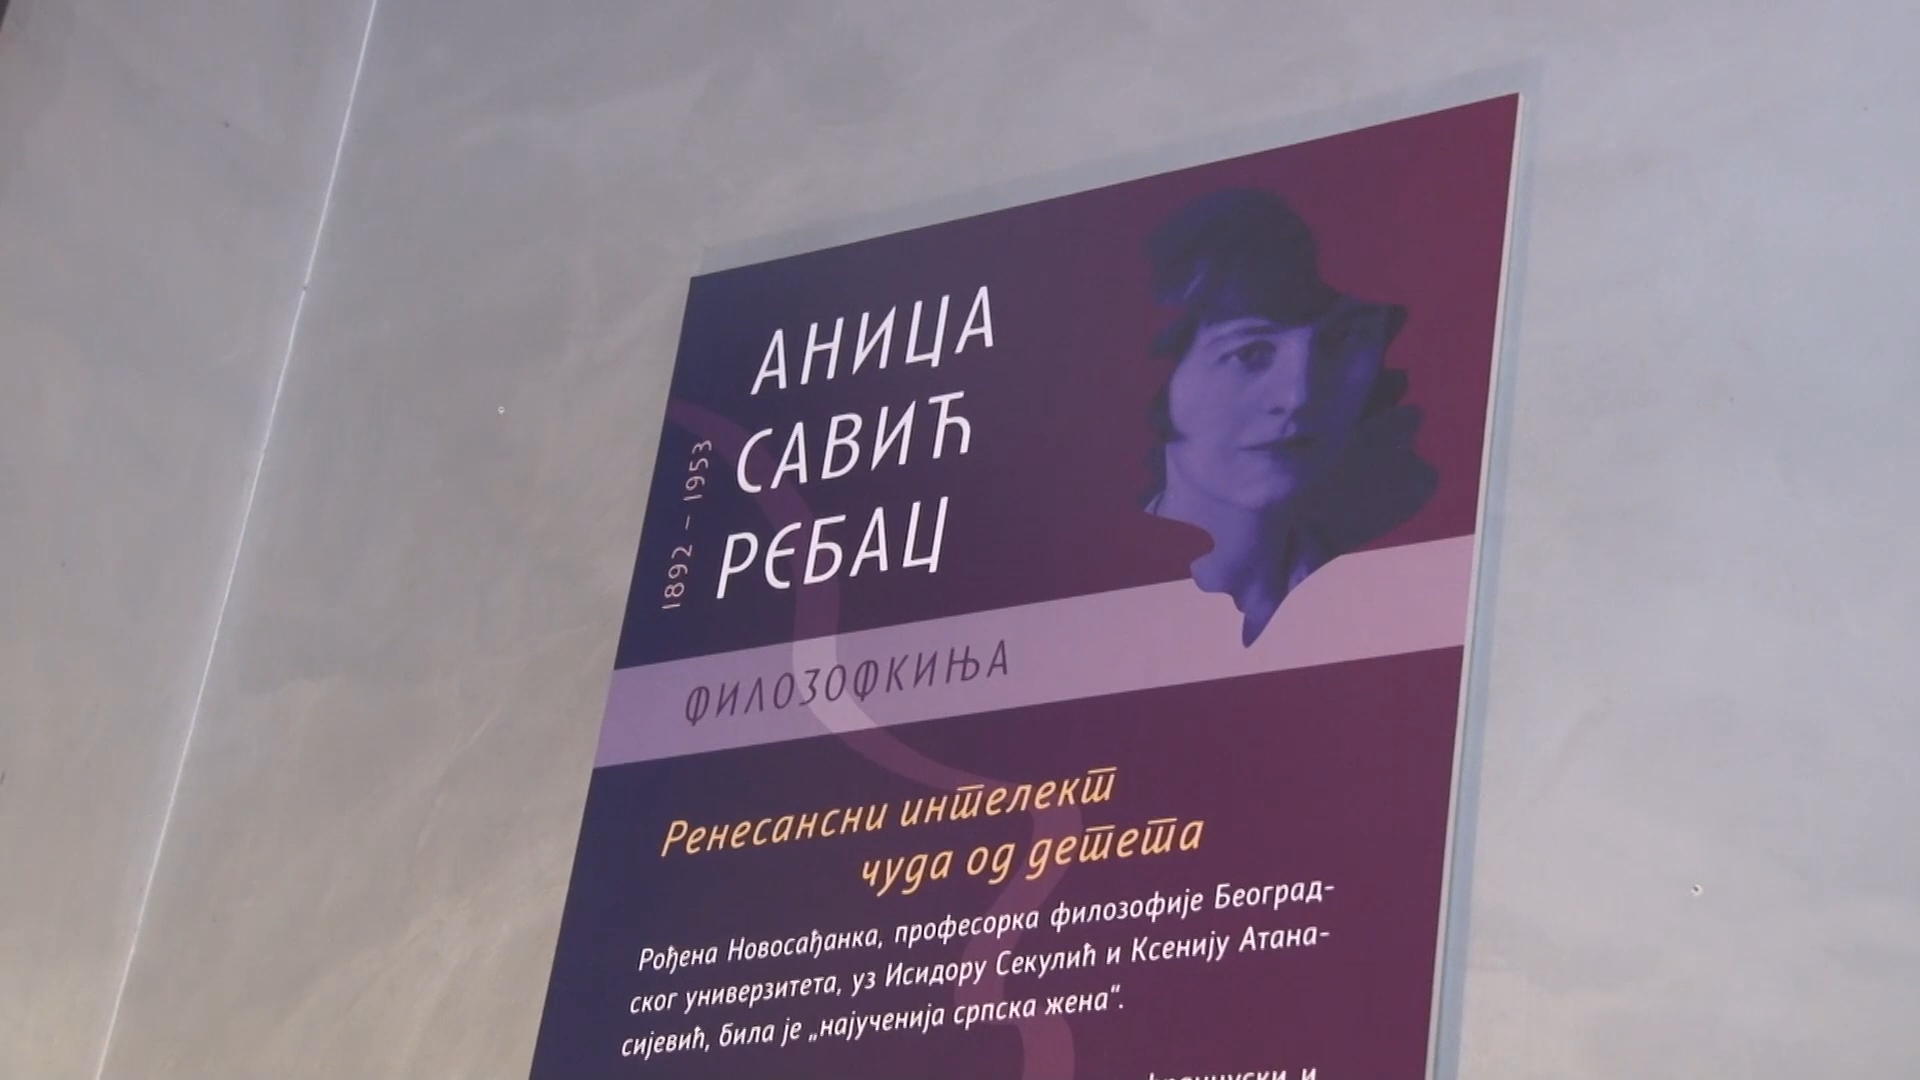 АНИЦА
САВИЋ
РЕБАЦ
1892 – 1953
ФИЛОЗОФКИЊА
Ренесансни интелект
чуда од детета
Рођена Новосађанка, професорка филозофије Београд-
ског универзитета, уз Исидору Секулић и Ксенију Атана-
сијевић, била је „најученија српска жена“.
француски и